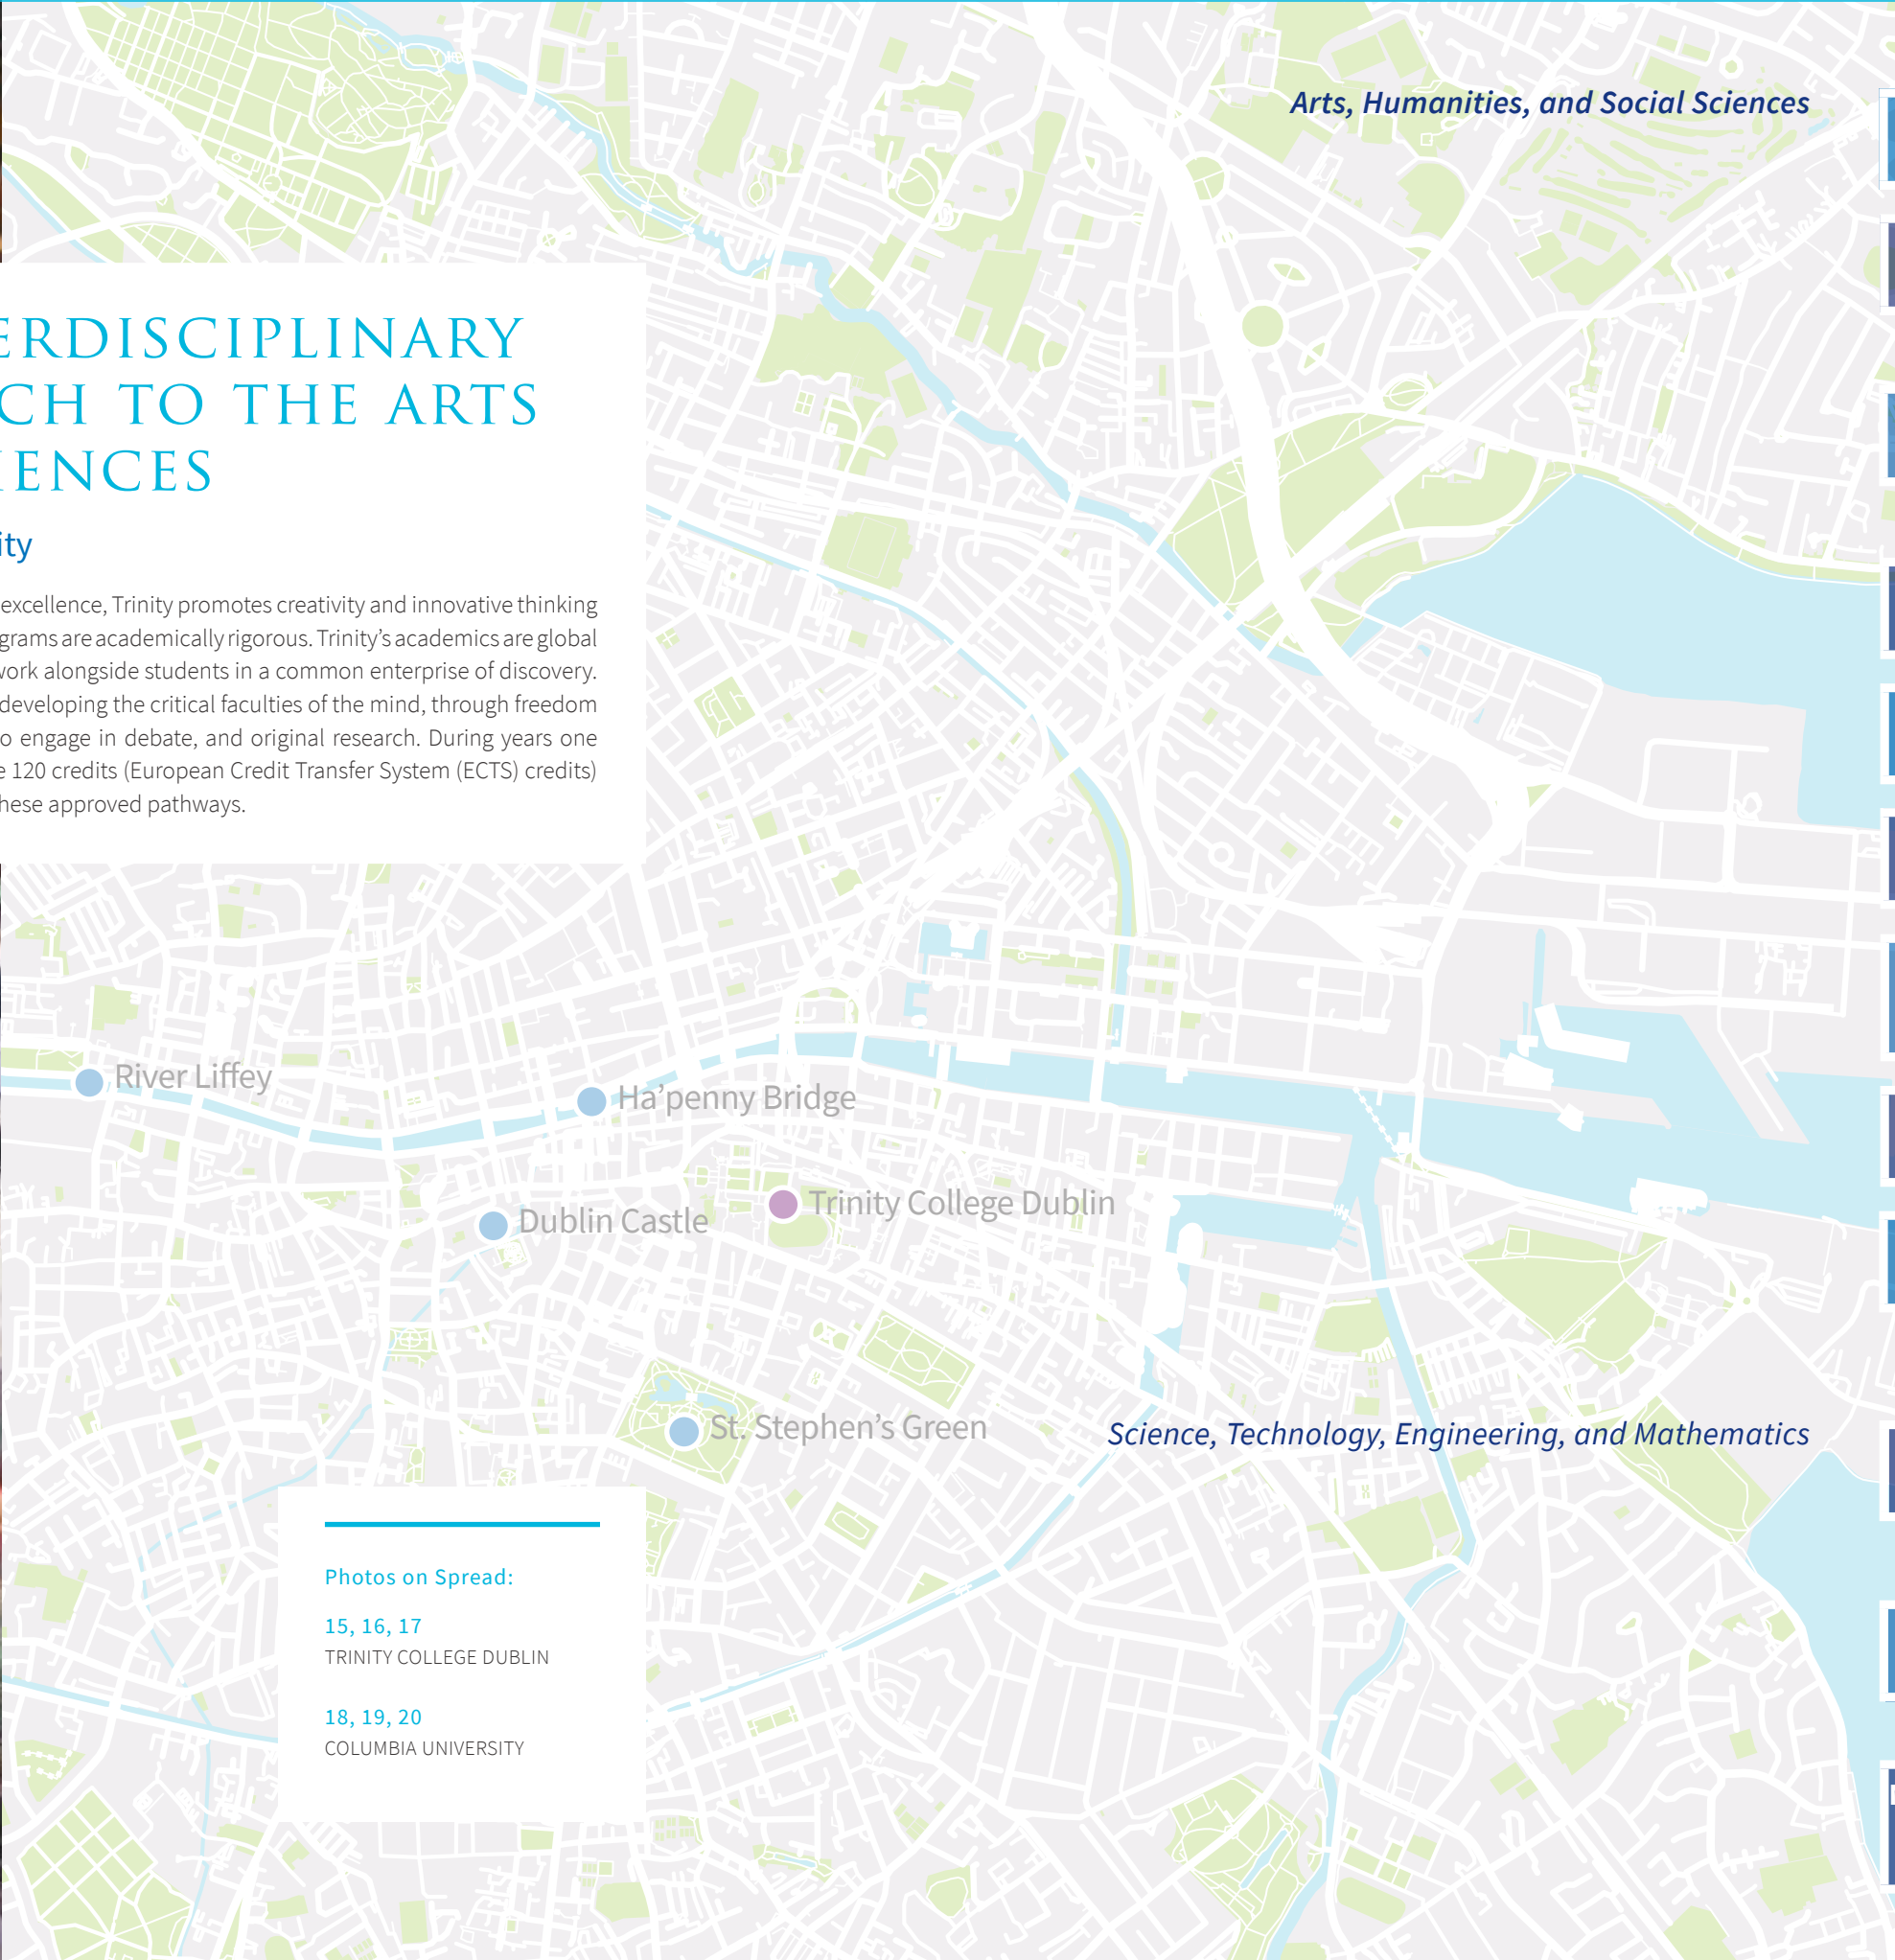 Arts, Humanities, and Social Sciences
ERDISCIPLINARY
CH TO THE ARTS
IENCES
ity
excellence, Trinity promotes creativity and innovative thinking
grams are academically rigorous. Trinity’s academics are global
work alongside students in a common enterprise of discovery.
developing the critical faculties of the mind, through freedom
o engage in debate, and original research. During years one
e 120 credits (European Credit Transfer System (ECTS) credits)
hese approved pathways.
River Liffey
Ha’penny Bridge
Trinity College Dublin
Dublin Castle
St. Stephen’s Green
Science, Technology, Engineering, and Mathematics
Photos on Spread:
15, 16, 17
TRINITY COLLEGE DUBLIN
18, 19, 20
COLUMBIA UNIVERSITY